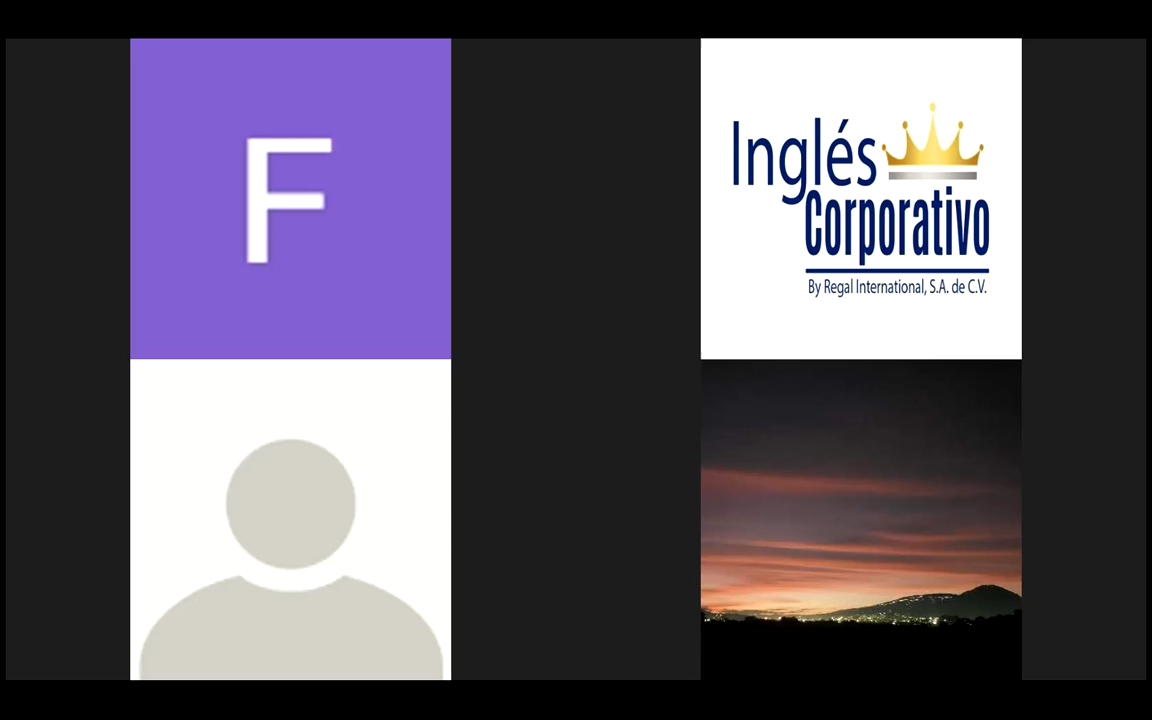 F
Inglés
Corporativo
By Regal International, S.A. de C.V.